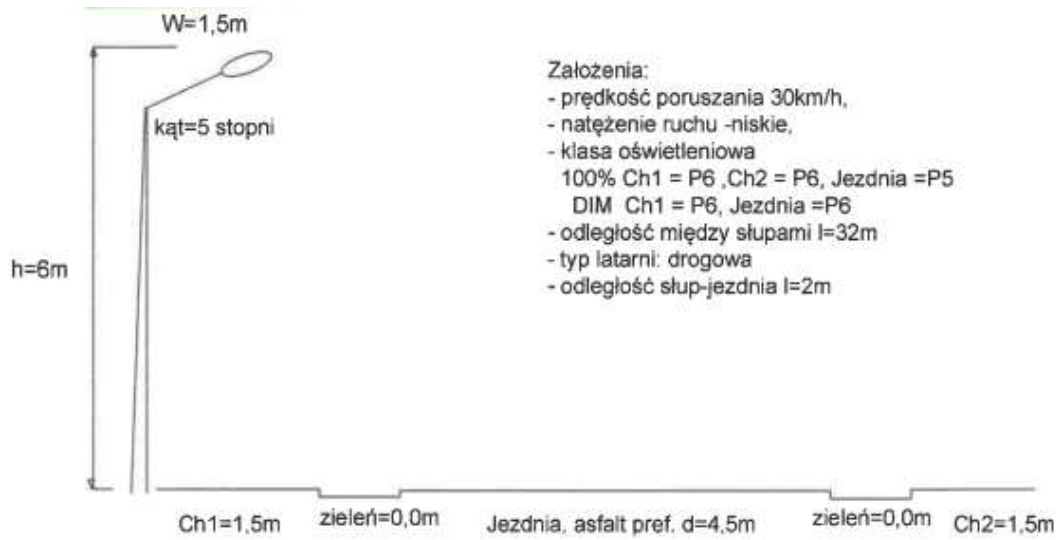 W=1,5m
kąt=5 stopni
h=6m
Założenia:
- prędkość poruszania 30km/h,
- natężenie ruchu -niskie,
- klasa oświetleniowa
100% Ch1 = P6 ,Ch2 = P6, Jezdnia =P5
DIM Ch1 = P6, Jezdnia =P6
- odległość między słupami l=32m
- typ latarni: drogowa
- odległość słup-jezdnia l=2m
Ch1=1,5m
zieleń=0,0m
Jezdnia, asfalt pref. d=4,5m
zieleń=0,0m
Ch2=1,5m